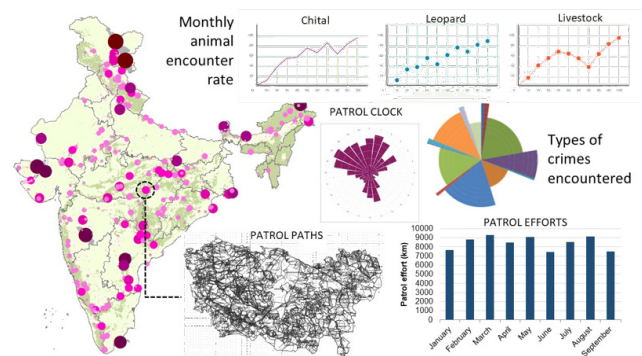 Monthly
animal
encounter
rate
Chital
Leopard
Livestock
PATROL CLOCK
Types of
crimes
encountered
PATROL PATHS
PATROL EFFORTS
Patrol effort (km)
10000
9000
8000
7000
6000
5000
4000
3000
2000
1000
0
January
February
March
April
May
June
July
August
September